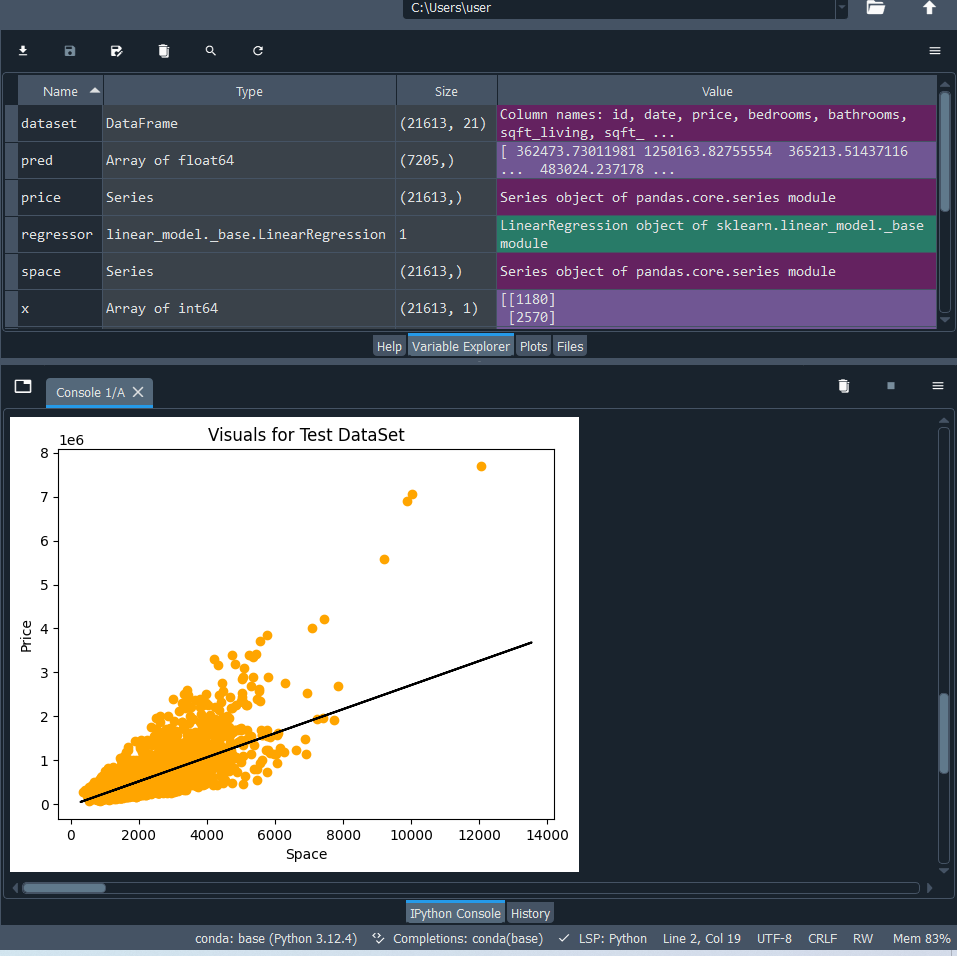 C:\Users\user
Name Type Size Value
dataset DataFrame (21613, 21) Column names: id, date, price, bedrooms, bathrooms,
sqft_living, sqft_ ...
pred Array of float64 (7205,) [ 362473.73011981 1250163.82755554  365213.51437116
...  483024.237178 ...
price Series (21613,) Series object of pandas.core.series module
regressor linear_model._base.LinearRegression 1 LinearRegression object of sklearn.linear_model._base
module
space Series (21613,) Series object of pandas.core.series module
x Array of int64 (21613, 1) [[1180]
[2570]
Help Variable Explorer Plots Files
Console 1/A
Visuals for Test DataSet
1e6
8
7
6
5
4
3
2
1
0
Price
0 2000 4000 6000 8000 10000 12000 14000
Space
IPython Console History
conda: base (Python 3.12.4) Completions: conda(base) LSP: Python Line 2, Col 19 UTF-8 CRLF RW Mem 83%